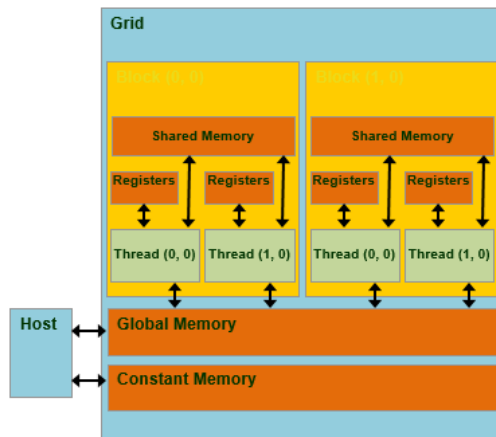 Grid
Block (0, 0)
Block (1, 0)
Shared Memory
Shared Memory
Registers
Registers
Registers
Registers
Thread (0, 0)
Thread (1, 0)
Thread (0, 0)
Thread (1, 0)
Host
Global Memory
Constant Memory